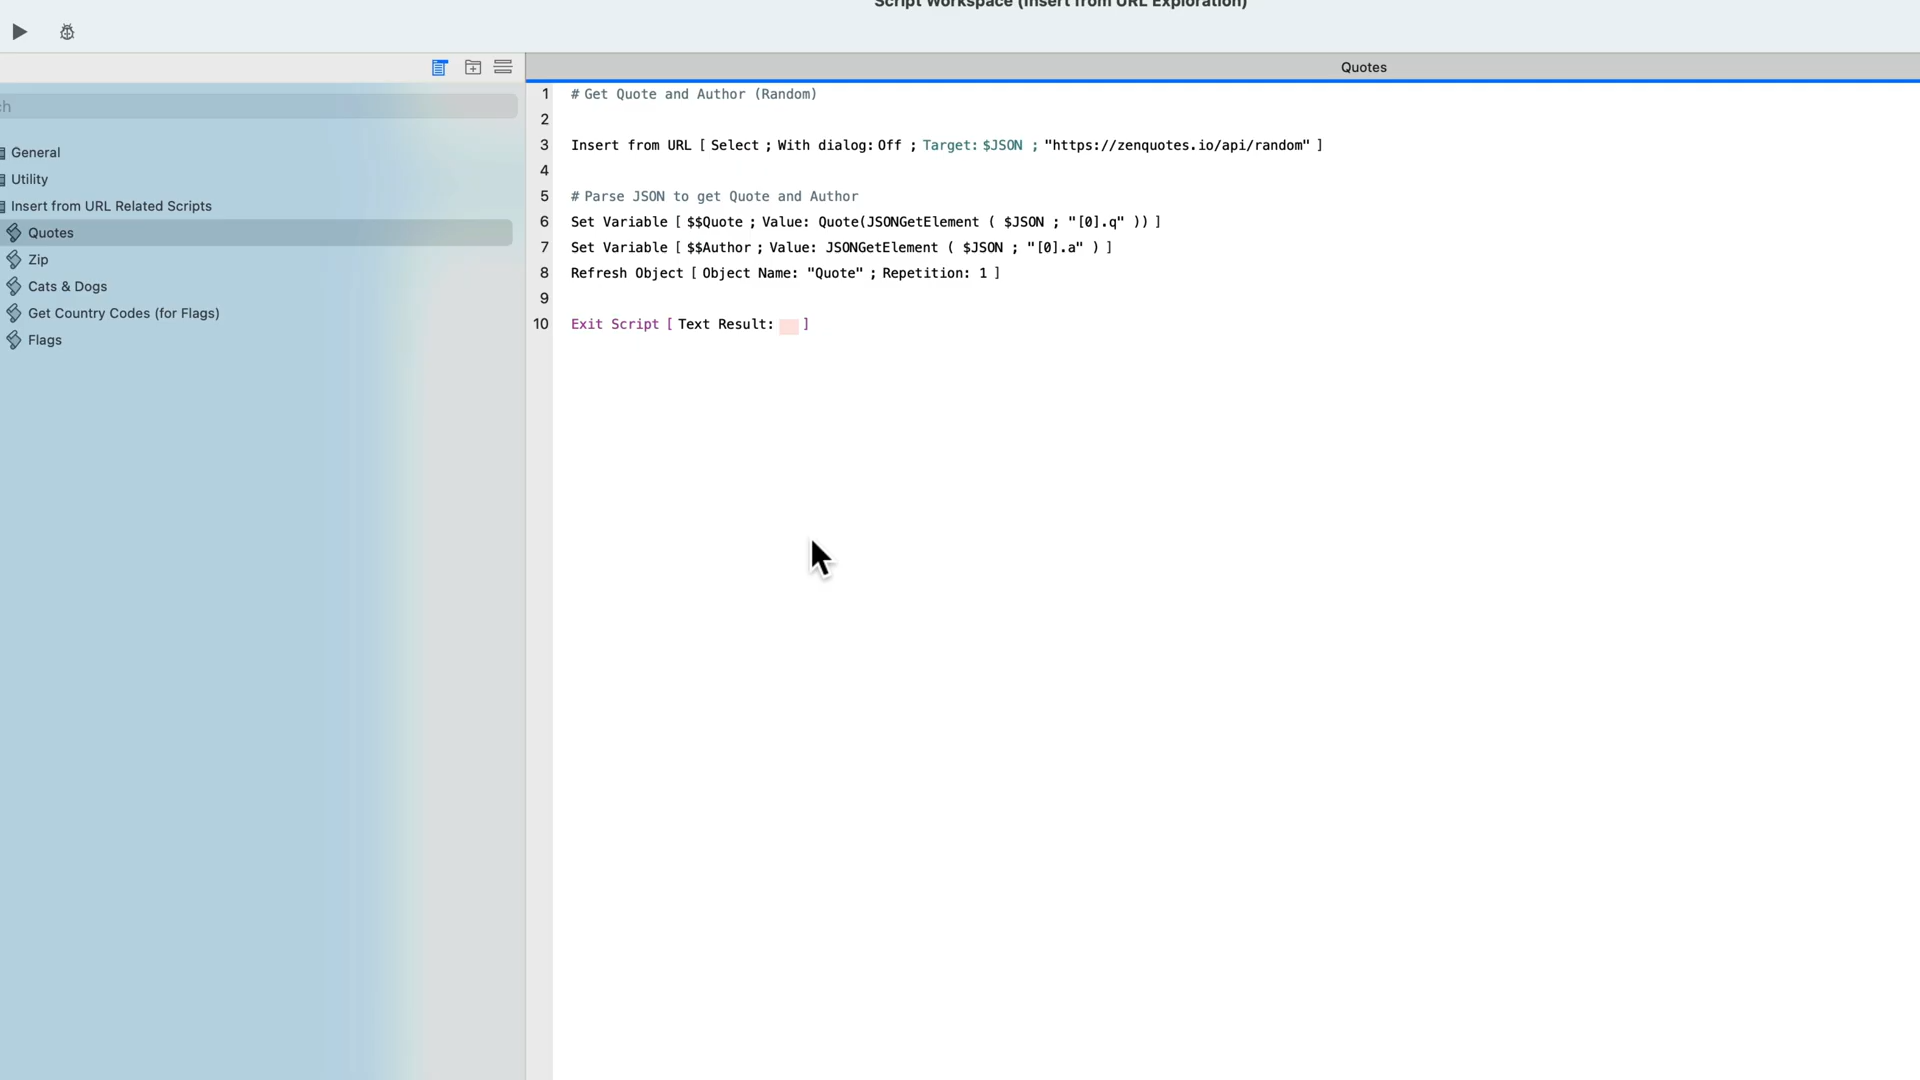 Script Workspace (Insert from URL Exploration)
Quotes
ch
General
Utility
Insert from URL Related Scripts
Quotes
Zip
Cats & Dogs
Get Country Codes (for Flags)
Flags
1 # Get Quote and Author (Random)
2
3 Insert from URL [ Select ; With dialog: Off ; Target: $JSON ; "https://zenquotes.io/api/random" ]
4
5 # Parse JSON to get Quote and Author
6 Set Variable [ $$Quote ; Value: Quote(JSONGetElement ( $JSON ; "[0].q" )) ]
7 Set Variable [ $$Author ; Value: JSONGetElement ( $JSON ; "[0].a" ) ]
8 Refresh Object [ Object Name: "Quote" ; Repetition: 1 ]
9
10 Exit Script [ Text Result: ]